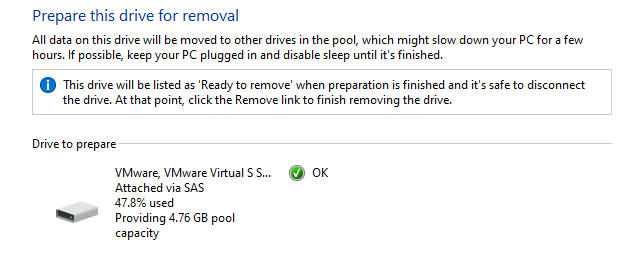 Prepare this drive for removal
All data on this drive will be moved to other drives in the pool, which might slow down your PC for a few
hours. If possible, keep your PC plugged in and disable sleep until it's finished.
This drive will be listed as 'Ready to remove' when preparation is finished and it's safe to disconnect
the drive. At that point, click the Remove link to finish removing the drive.
Drive to prepare
VMware, VMware Virtual S S... OK
Attached via SAS
47.8% used
Providing 4.76 GB pool
capacity